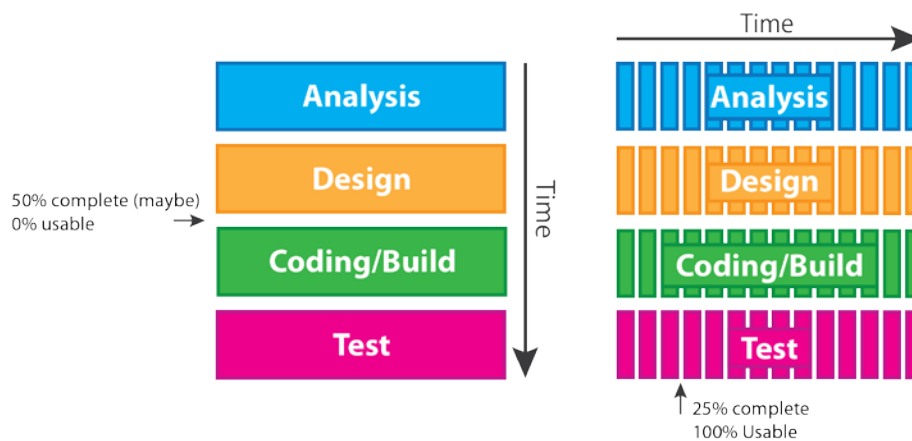 Analysis
Design
50% complete (maybe)
0% usable
Coding/Build
Test
Time
Time
Analysis
Design
Coding/Build
Test
25% complete
100% Usable